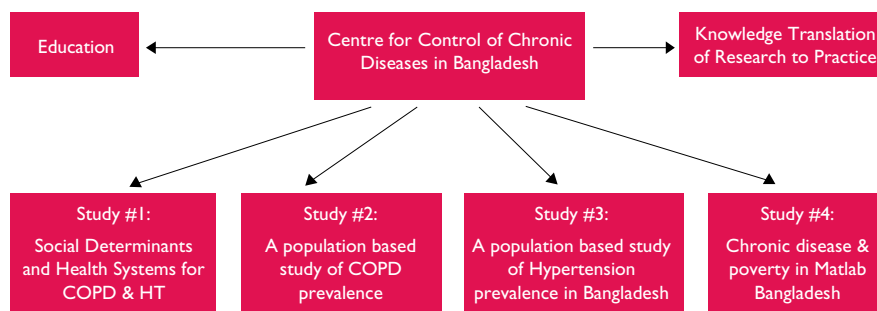 Education
Centre for Control of Chronic
Diseases in Bangladesh
Knowledge Translation
of Research to Practice
Study #1:
Social Determinants
and Health Systems for
COPD & HT
Study #2:
A population based
study of COPD
prevalence
Study #3:
A population based study
of Hypertension
prevalence in Bangladesh
Study #4:
Chronic disease &
poverty in Matlab
Bangladesh